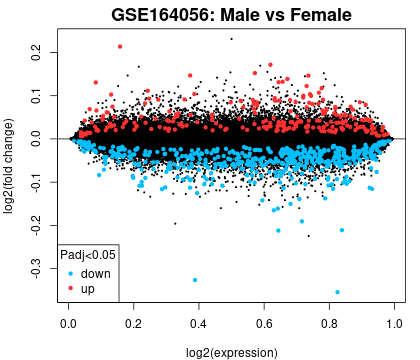 GSE164056: Male vs Female
log2(fold change)
0.2
0.1
0.0
-0.1
-0.2
-0.3
Padj<0.05
down
up
0.0 0.2 0.4 0.6 0.8 1.0
log2(expression)